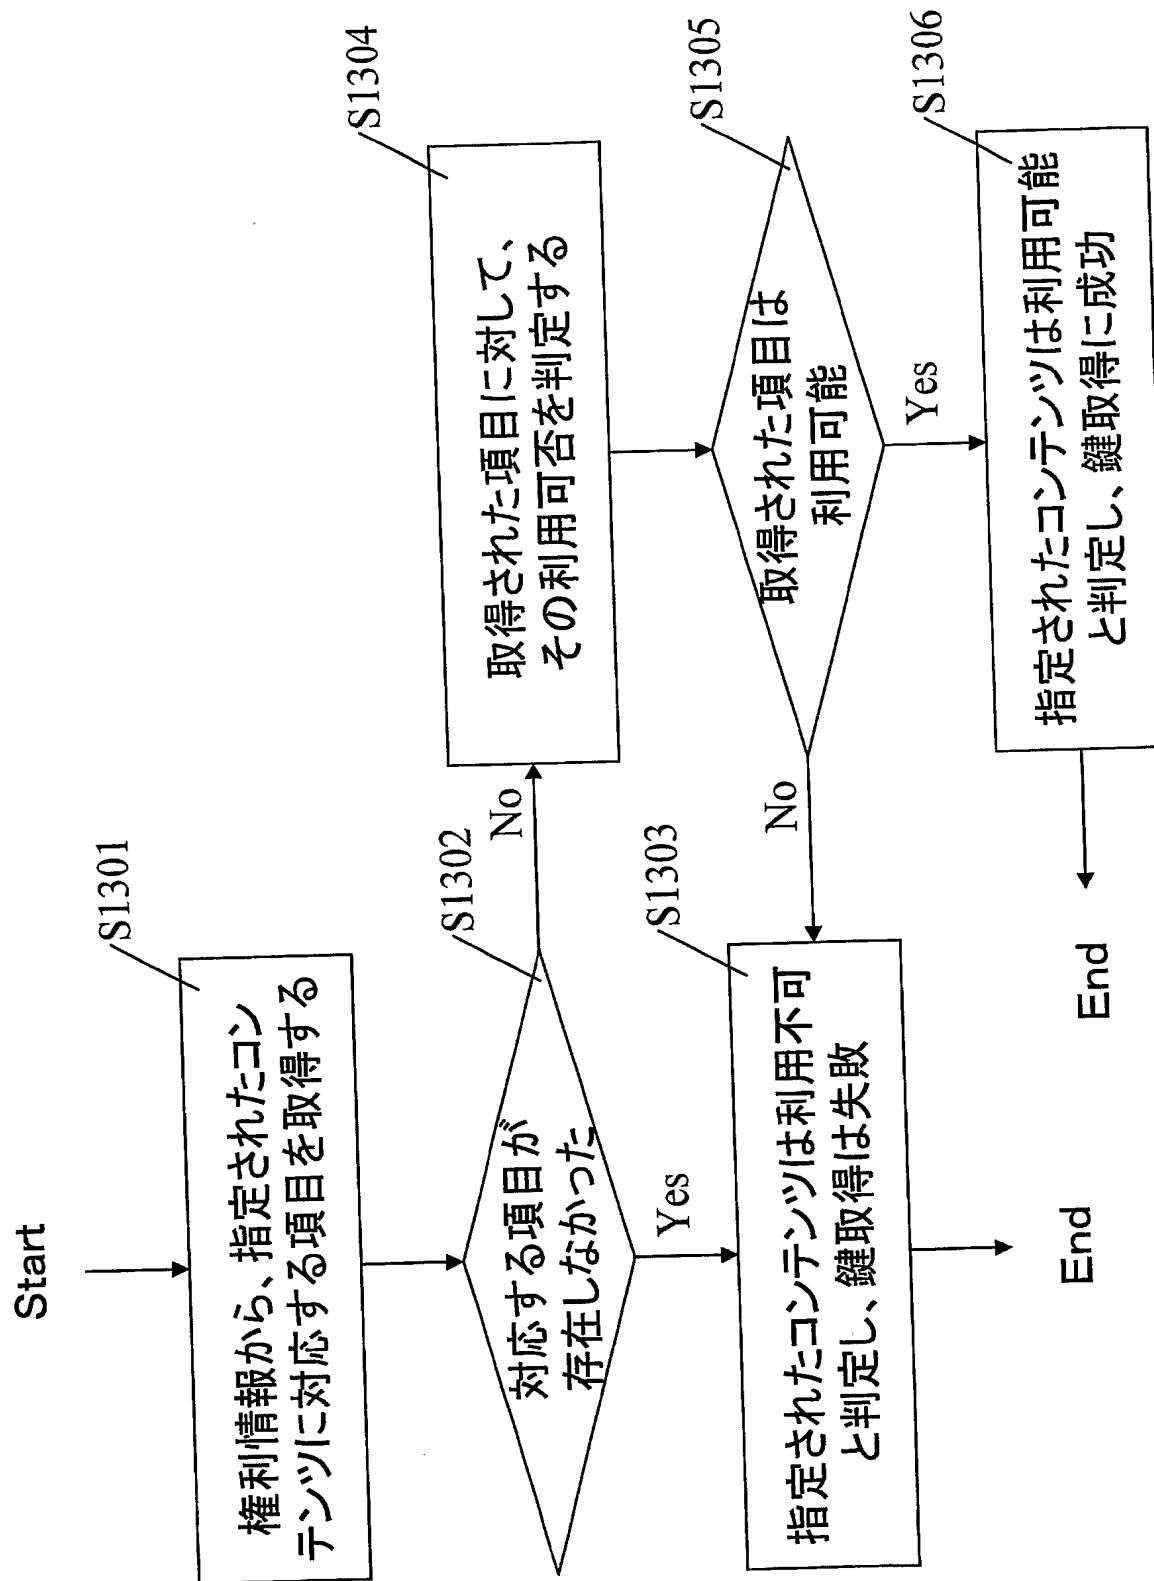 Start
S1301
権利情報から、指定されたコン
テンツに対応する項目を取得する
S1302
対応する項目が
存在しなかった
No
Yes
S1303
指定されたコンテンツは利用不可
と判定し、鍵取得は失敗
End
S1304
取得された項目に対して、
その利用可否を判定する
S1305
取得された項目は
利用可能
No
Yes
S1306
指定されたコンテンツは利用可能
と判定し、鍵取得に成功
End